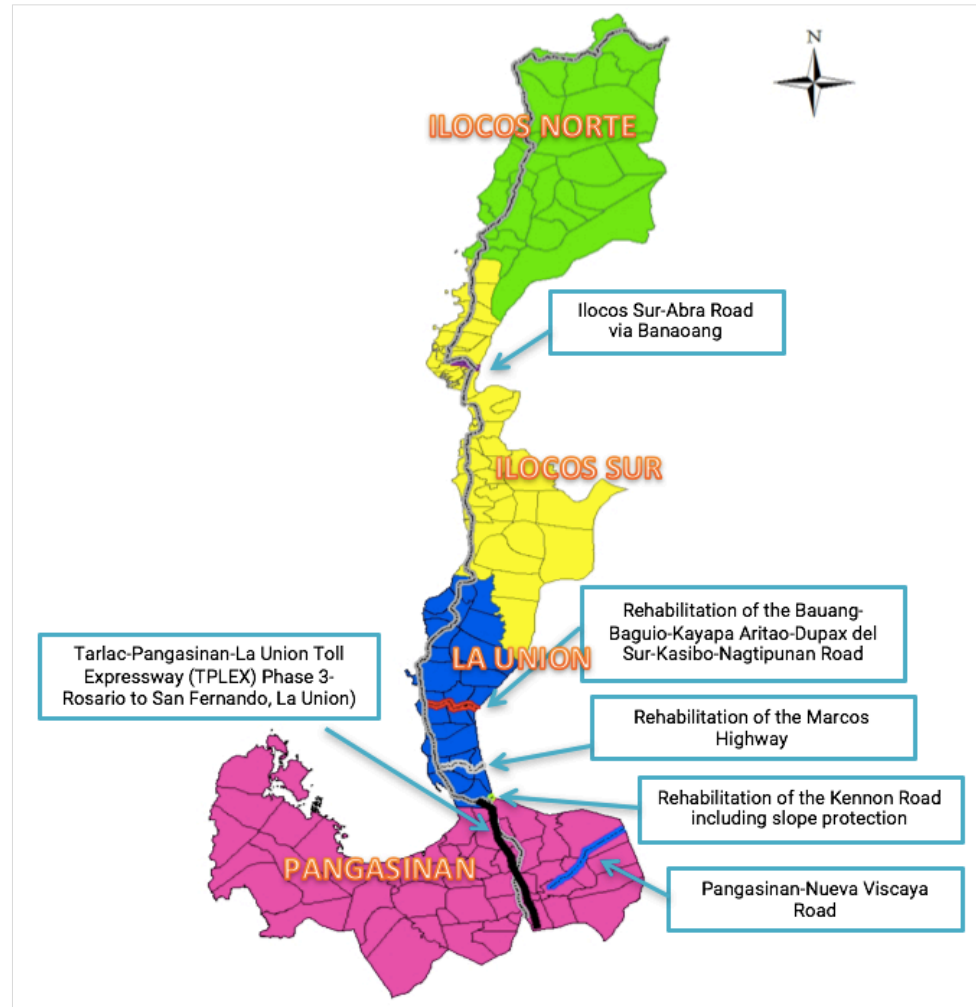 N
ILOCOS NORTE
Ilocos Sur-Abra Road
via Banaoang
ILOCOS SUR
Rehabilitation of the Bauang-
Baguio-Kayapa Aritao-Dupax del
Sur-Kasibo-Nagtipunan Road
LA UNION
Tarlac-Pangasinan-La Union Toll
Expressway (TPLEX) Phase 3-
Rosario to San Fernando, La Union)
Rehabilitation of the Marcos
Highway
Rehabilitation of the Kennon Road
including slope protection
PANGASINAN
Pangasinan-Nueva Viscaya
Road